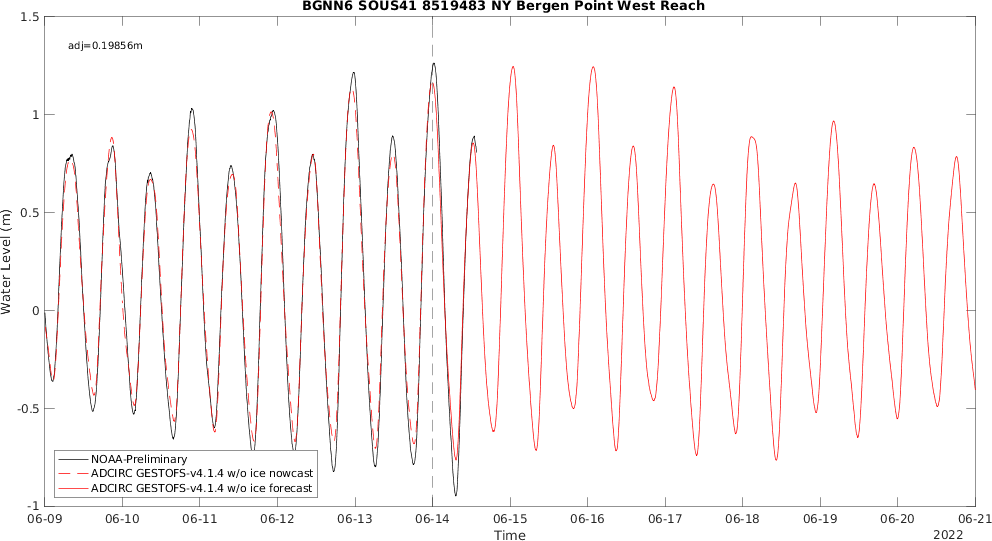 BGNN6 SOUS41 8519483 NY Bergen Point West Reach
1.5
adj=0.19856m
1
0.5
0
-0.5
-1
Water Level (m)
NOAA-Preliminary
ADCIRC GESTOFS-v4.1.4 w/o ice nowcast
ADCIRC GESTOFS-v4.1.4 w/o ice forecast
06-09 06-10 06-11 06-12 06-13 06-14 06-15 06-16 06-17 06-18 06-19 06-20 06-21
Time
2022